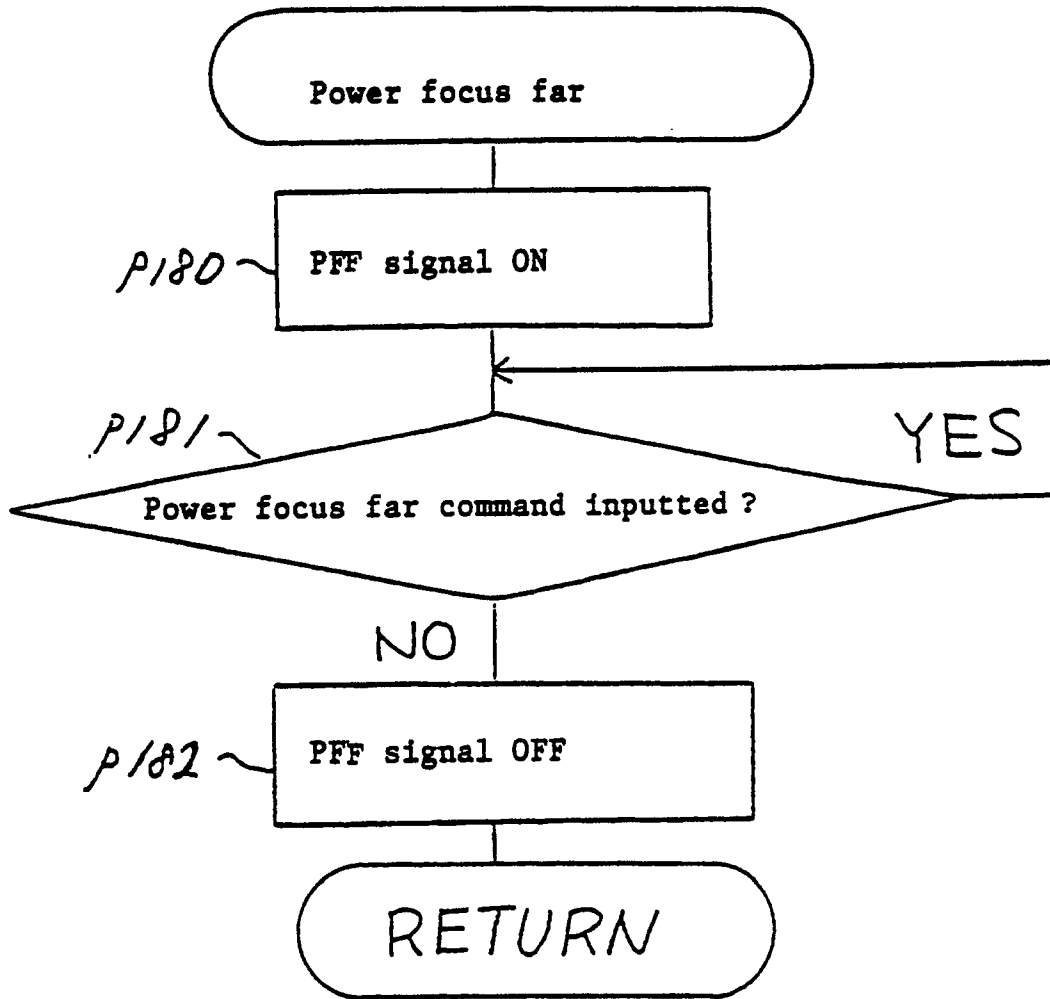 Power focus far
P180
PFF signal ON
P181
YES
Power focus far command inputted ?
NO
P182
PFF signal OFF
RETURN